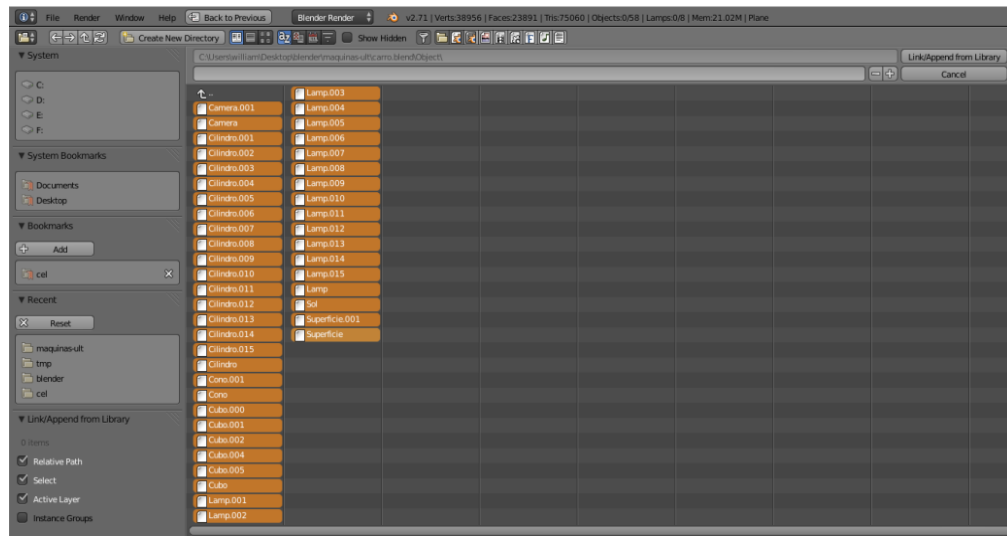 File Render Window Help Back to Previous Blender Render v2.71 | Verts:38956 | Faces:23891 | Tris:75060 | Objects:0/58 | Lamps:0/8 | Mem:21.02M | Plane
Create New Directory Show Hidden
System
C:\Users\william\Desktop\blender\maquinas-ult\carro.blend\Object\
Link/Append from Library
Cancel
C:
D:
E:
F:
System Bookmarks
Documents
Desktop
Bookmarks
Add
cel
Recent
Reset
maquinas-ult
tmp
blender
cel
Link/Append from Library
0 items
Relative Path
Select
Active Layer
Instance Groups
..
Camera.001
Camera
Cilindro.001
Cilindro.002
Cilindro.003
Cilindro.004
Cilindro.005
Cilindro.006
Cilindro.007
Cilindro.008
Cilindro.009
Cilindro.010
Cilindro.011
Cilindro.012
Cilindro.013
Cilindro.014
Cilindro.015
Cilindro
Cono.001
Cono
Cubo.000
Cubo.001
Cubo.002
Cubo.004
Cubo.005
Cubo
Lamp.001
Lamp.002
Lamp.003
Lamp.004
Lamp.005
Lamp.006
Lamp.007
Lamp.008
Lamp.009
Lamp.010
Lamp.011
Lamp.012
Lamp.013
Lamp.014
Lamp.015
Lamp
Sol
Superficie.001
Superficie